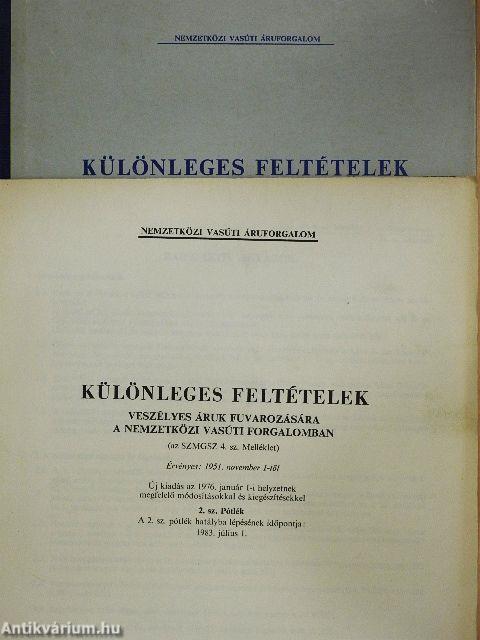 NEMZETKÖZI VASÚTI ÁRUFORGALOM
KÜLÖNLEGES FELTÉTELEK
NEMZETKÖZI VASÚTI ÁRUFORGALOM
KÜLÖNLEGES FELTÉTELEK
VESZÉLYES ÁRUK FUVAROZÁSÁRA
A NEMZETKÖZI VASÚTI FORGALOMBAN
(az SZMGSZ 4. sz. Melléklet)
Érvényes: 1951. november 1-től
Új kiadás az 1976. január 1-i helyzetnek
megfelelő módosításokkal és kiegészítésekkel
2. sz. Pótlék
A 2. sz. pótlék hatályba lépésének időpontja:
1983. július 1.
Antikvárium.hu